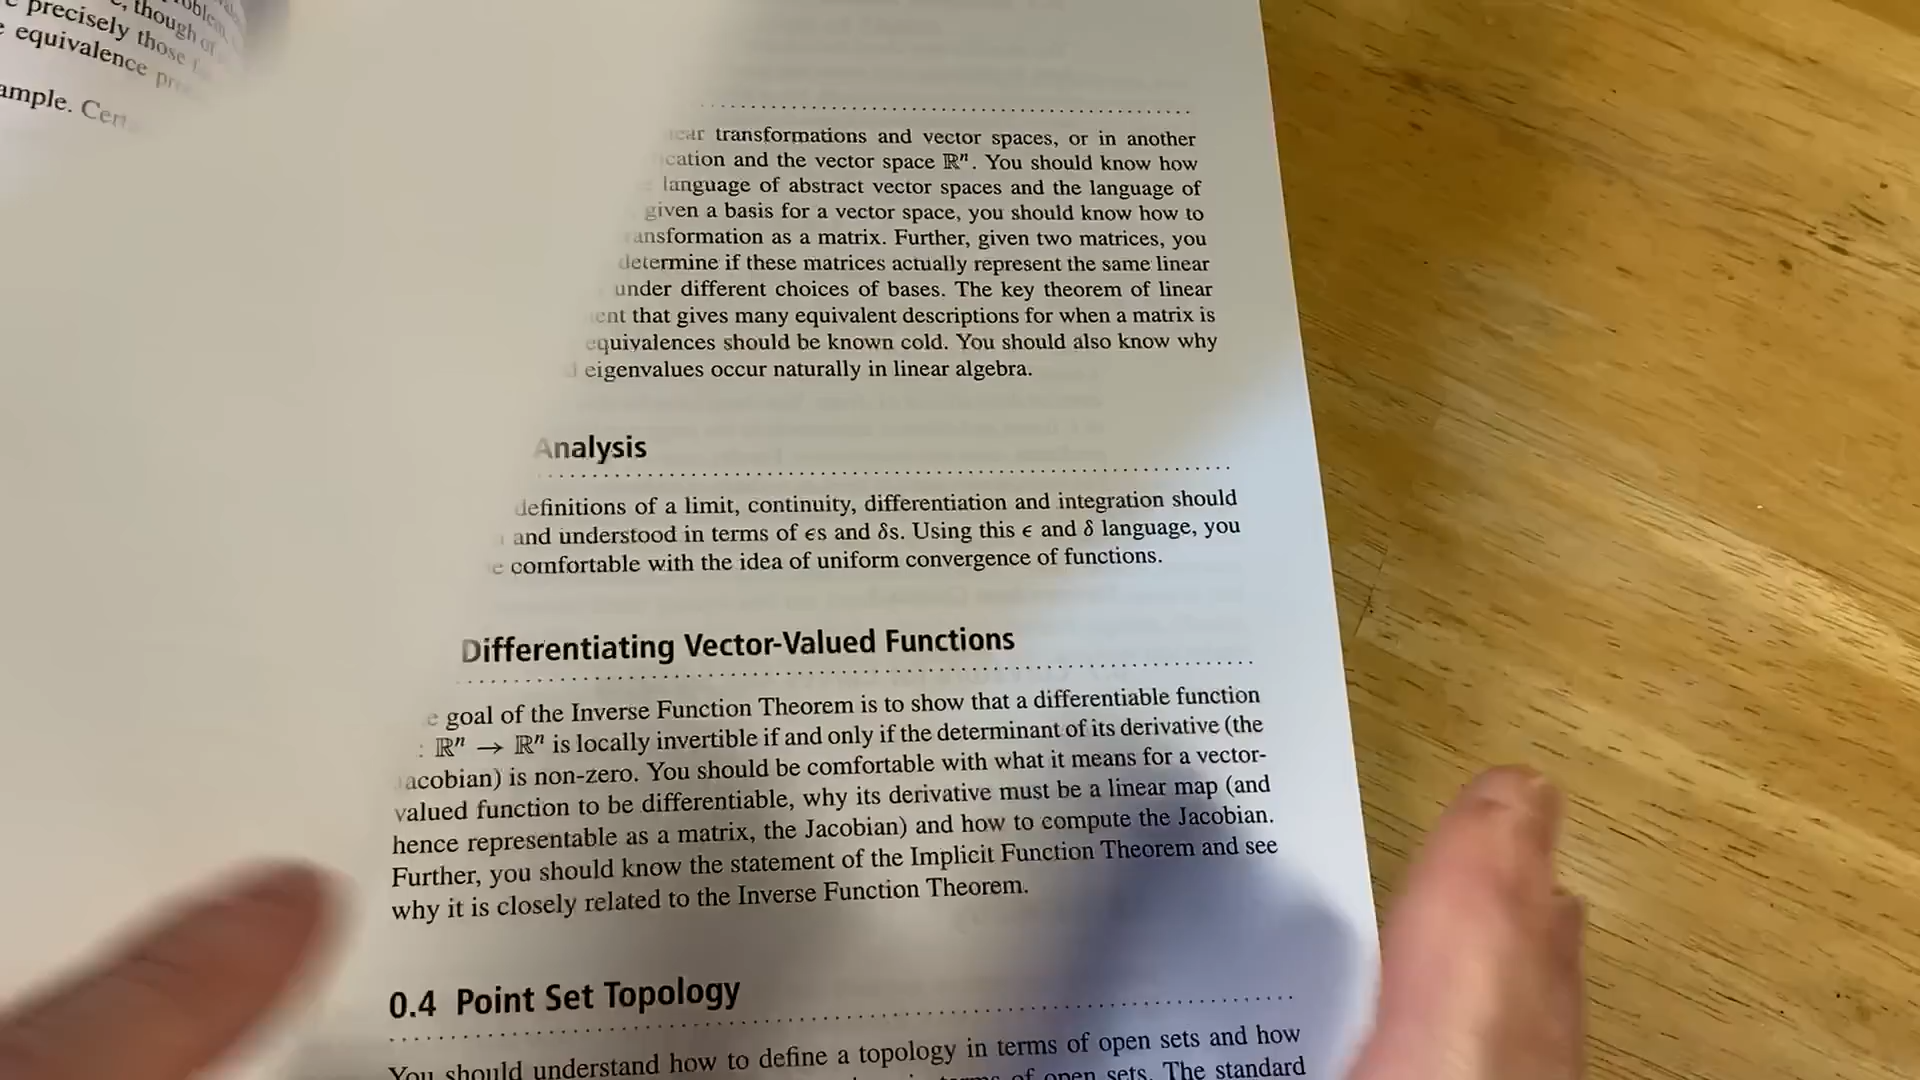 precisely those
equivalence
ample.
transformations and vector spaces, or in another
and the vector space ℝⁿ. You should know how
language of abstract vector spaces and the language of
given a basis for a vector space, you should know how to
ansformation as a matrix. Further, given two matrices, you
determine if these matrices actually represent the same linear
under different choices of bases. The key theorem of linear
ent that gives many equivalent descriptions for when a matrix is
equivalences should be known cold. You should also know why
eigenvalues occur naturally in linear algebra.
Analysis
definitions of a limit, continuity, differentiation and integration should
and understood in terms of ϵs and δs. Using this ϵ and δ language, you
e comfortable with the idea of uniform convergence of functions.
Differentiating Vector-Valued Functions
e goal of the Inverse Function Theorem is to show that a differentiable function
: ℝⁿ → ℝⁿ is locally invertible if and only if the determinant of its derivative (the
acobian) is non-zero. You should be comfortable with what it means for a vector-
valued function to be differentiable, why its derivative must be a linear map (and
hence representable as a matrix, the Jacobian) and how to compute the Jacobian.
Further, you should know the statement of the Implicit Function Theorem and see
why it is closely related to the Inverse Function Theorem.
0.4 Point Set Topology
You should understand how to define a topology in terms of open sets and how
of open sets. The standard